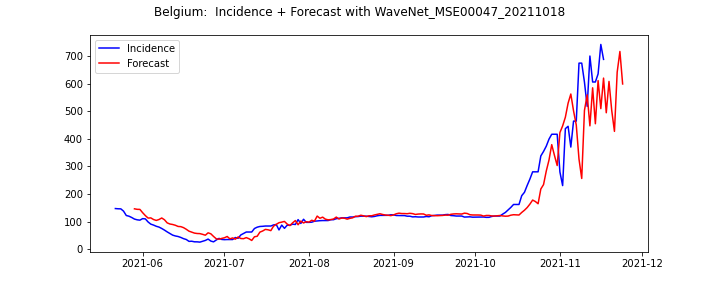 Belgium:  Incidence + Forecast with WaveNet_MSE00047_20211018
Incidence
Forecast
700
600
500
400
300
200
100
0
2021-06 2021-07 2021-08 2021-09 2021-10 2021-11 2021-12